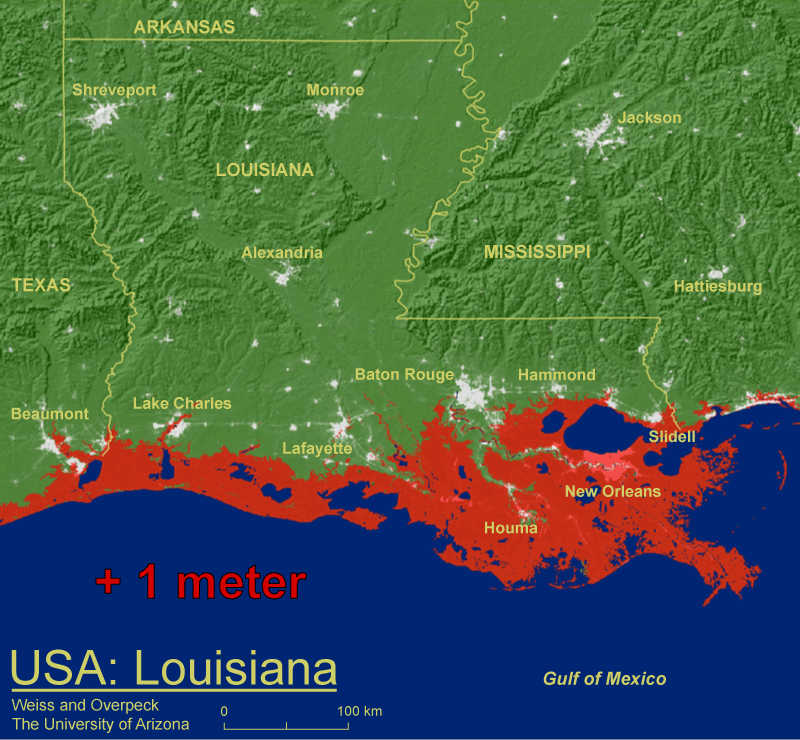 ARKANSAS
Shreveport
Monroe
Jackson
LOUISIANA
Alexandria
MISSISSIPPI
TEXAS
Hattiesburg
Baton Rouge
Hammond
Lake Charles
Beaumont
Slidell
Lafayette
New Orleans
Houma
+ 1 meter
USA: Louisiana
Gulf of Mexico
Weiss and Overpeck
The University of Arizona
0 100 km